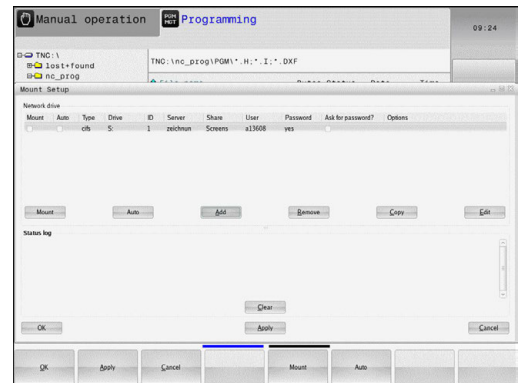 Manual operation
PGM MGT Programming
09:24
TNC:\
lost+found
nc_prog
TNC:\nc_prog\PGM\*.H;*.I;*.DXF
Mount Setup
Network drive
Mount Auto Type Drive ID Server Share User Password Ask for password? Options
cifs S: 1 zeichnun Screens a13608 yes
Mount Auto Add Remove Copy Edit
Status log
Clear
OK Apply Cancel
OK Apply Cancel Mount Auto